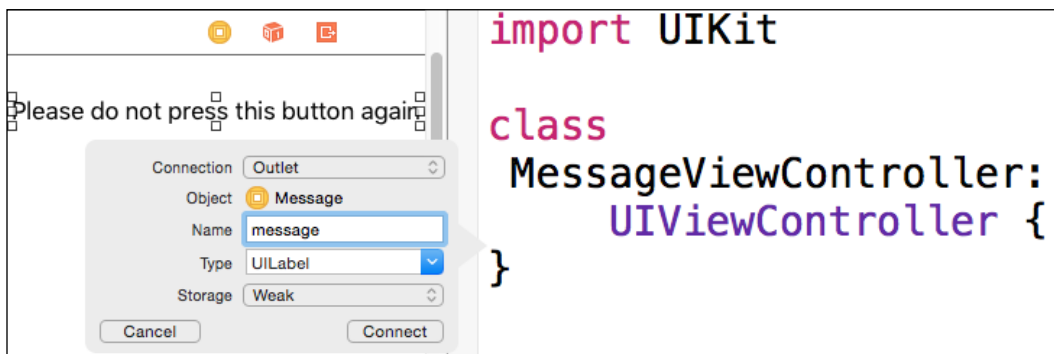 Please do not press this button again
Connection Outlet
Object Message
Name message
Type UILabel
Storage Weak
Cancel Connect
import UIKit
class
MessageViewController:
UIViewController {
}